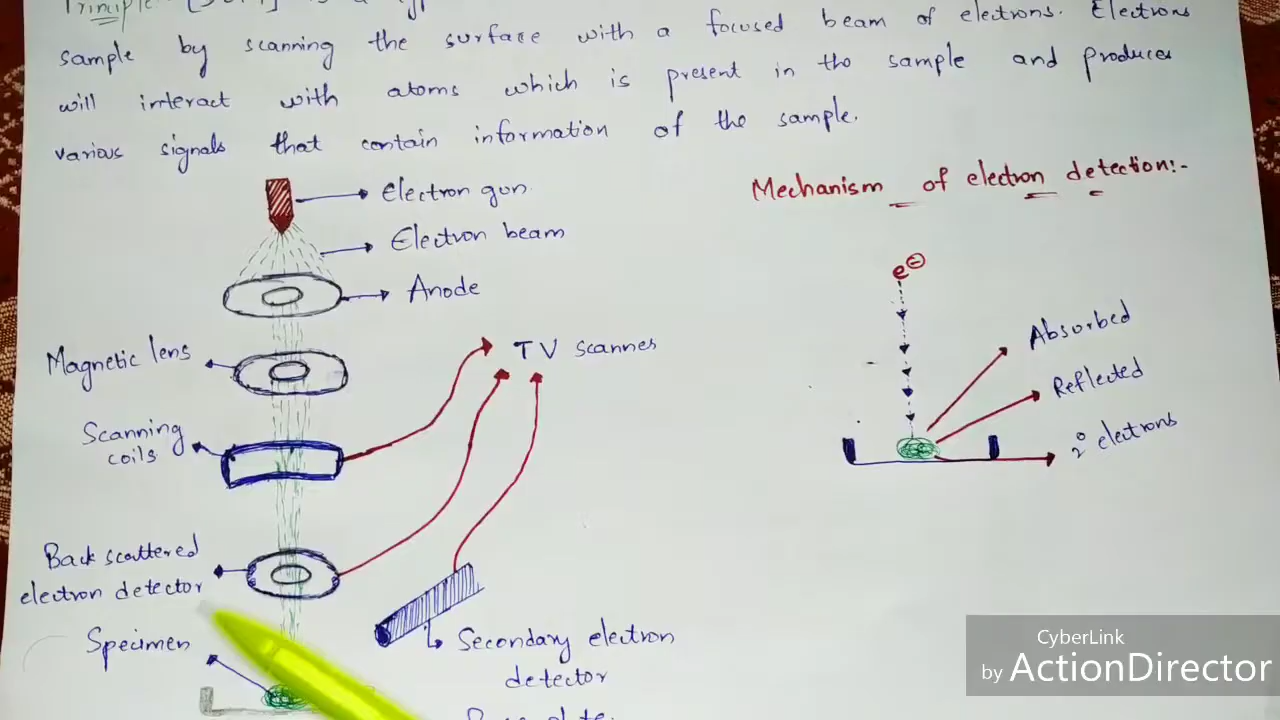 Principle
sample by scanning the surface with a focused beam of electrons. Electrons
will interact with atoms which is present in the sample and produces
various signals that contain information of the sample.
Electron gun
Electron beam
Anode
Magnetic lens
TV scanner
Scanning
coils
Back scattered
electron detector
Specimen
Secondary electron
detector
Mechanism of electron detection:-
e⊖
Absorbed
Reflected
2° electrons
CyberLink
by ActionDirector